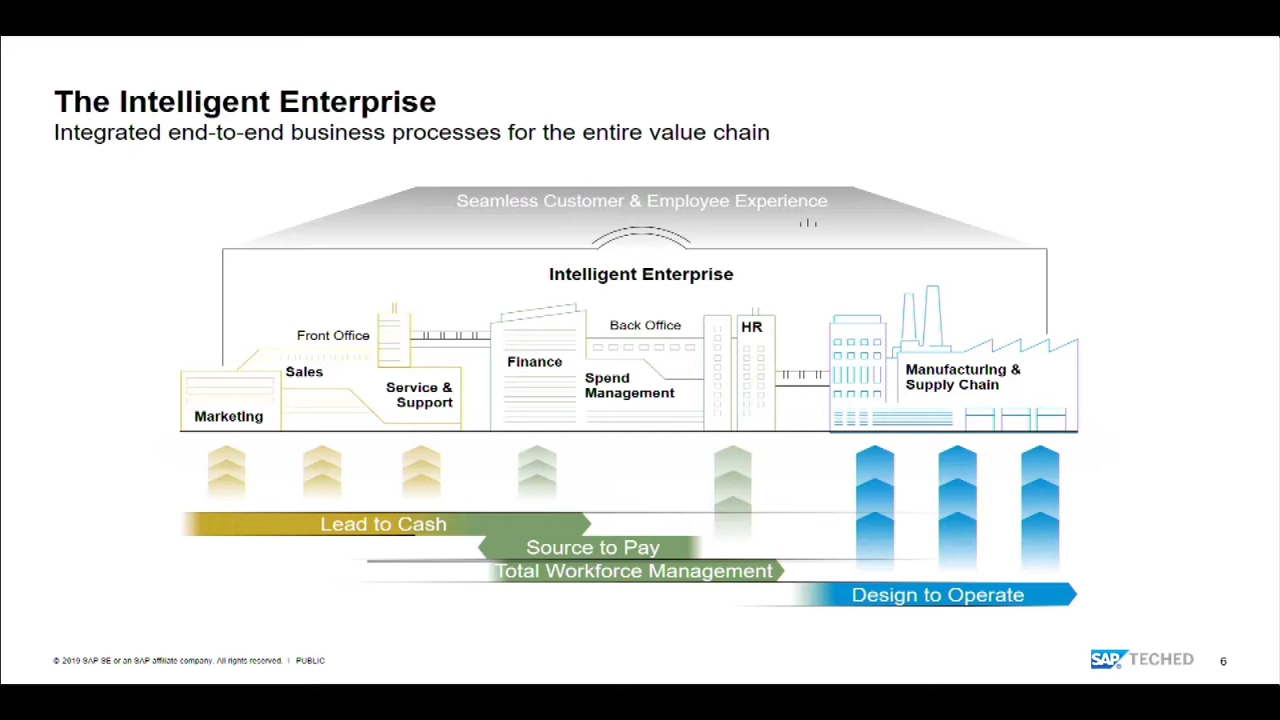 The Intelligent Enterprise
Integrated end-to-end business processes for the entire value chain
Seamless Customer & Employee Experience
Intelligent Enterprise
Front Office
Sales
Marketing
Service &
Support
Finance
Back Office
Spend
Management
HR
Manufacturing &
Supply Chain
Lead to Cash
Source to Pay
Total Workforce Management
Design to Operate
© 2019 SAP SE or an SAP affiliate company. All rights reserved. | PUBLIC
SAP TECHED
6